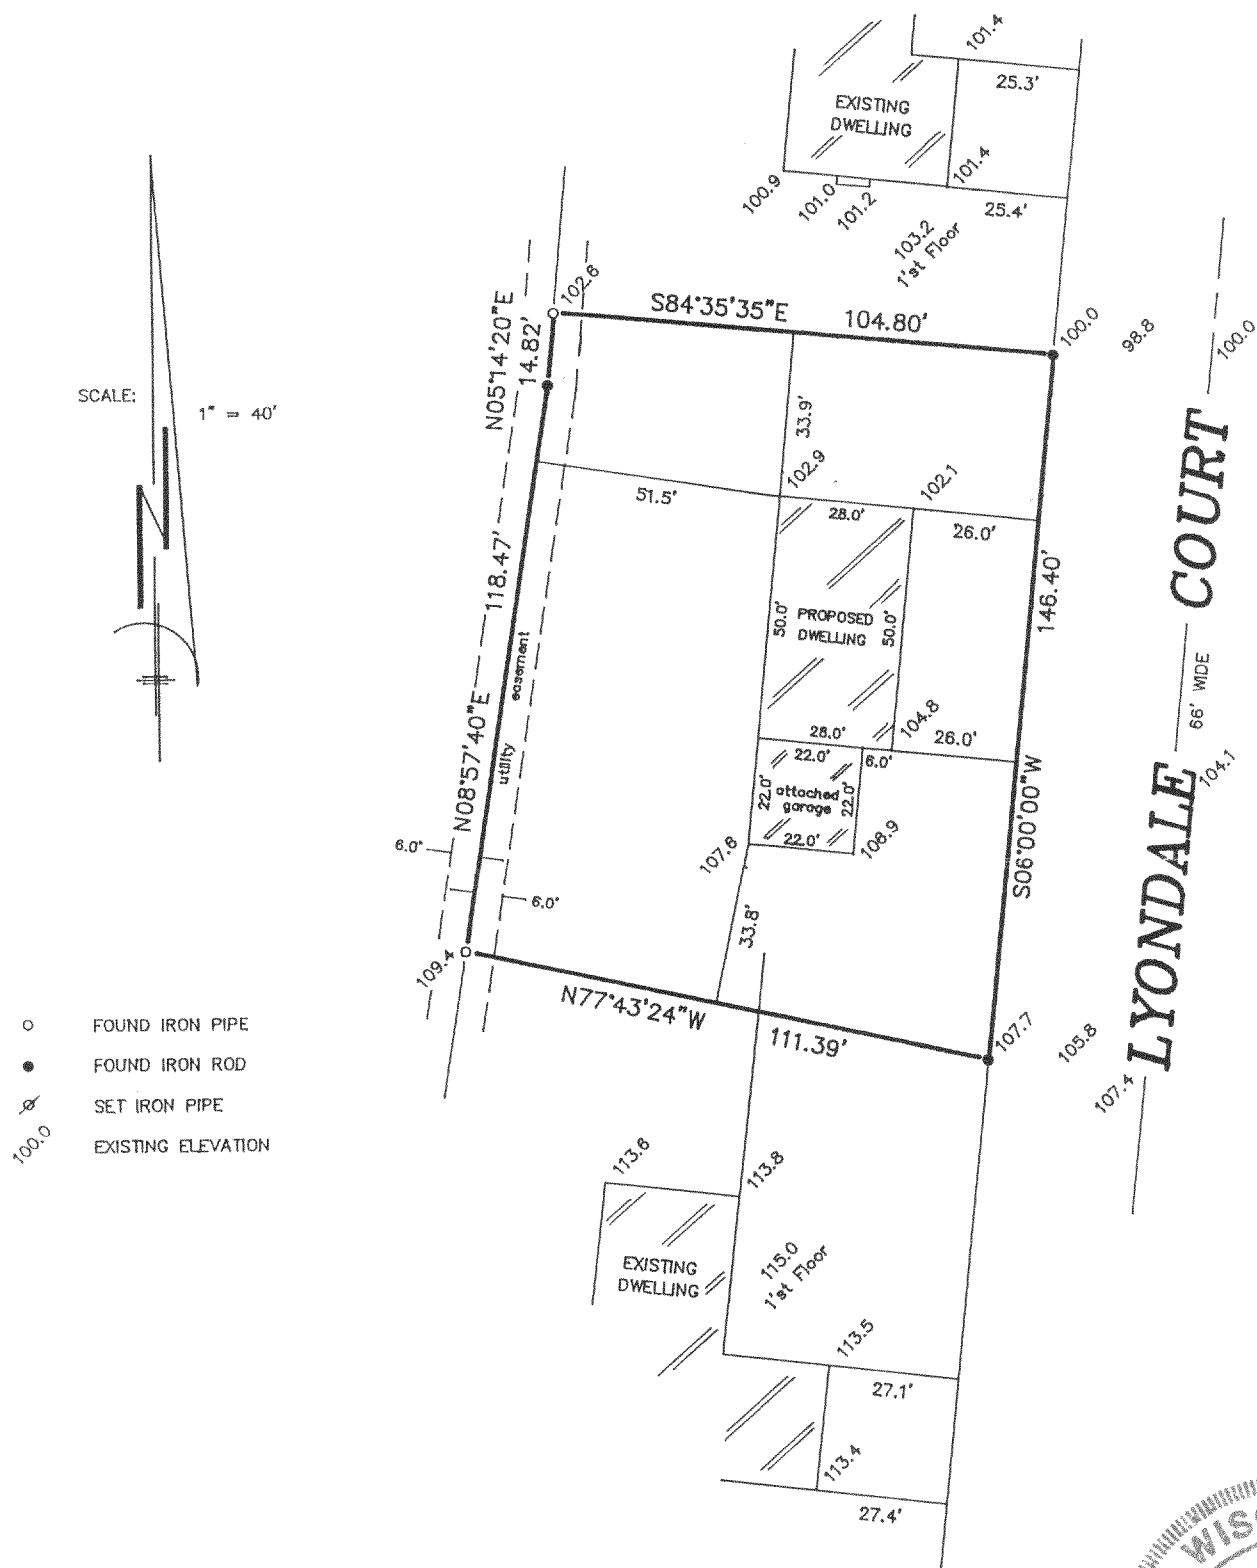 101.4
25.3'
EXISTING
DWELLING
101.4
100.9
101.0
101.2
25.4'
103.2
1'st Floor
102.6
S84°35'35"E
104.80'
100.0
98.8
100.0
N05°14'20"E
14.82'
SCALE:
1" = 40'
N
33.9'
102.9
102.1
51.5'
28.0'
26.0'
118.47'
146.40'
COURT
50.0'
PROPOSED
DWELLING
50.0'
easement
66' WIDE
N08°57'40"E
utility
104.8
28.0'
26.0'
22.0'
6.0'
104.1
22.0'
attached
garage
22.0'
22.0'
108.9
107.8
S06°00'00"W
LYONDALE
6.0'
6.0'
33.8'
109.4
N77°43'24"W
111.39'
107.7
105.8
107.4
FOUND IRON PIPE
FOUND IRON ROD
SET IRON PIPE
100.0
EXISTING ELEVATION
113.6
113.8
EXISTING
DWELLING
115.0
1'st Floor
113.5
27.1'
113.4
27.4'
WIS